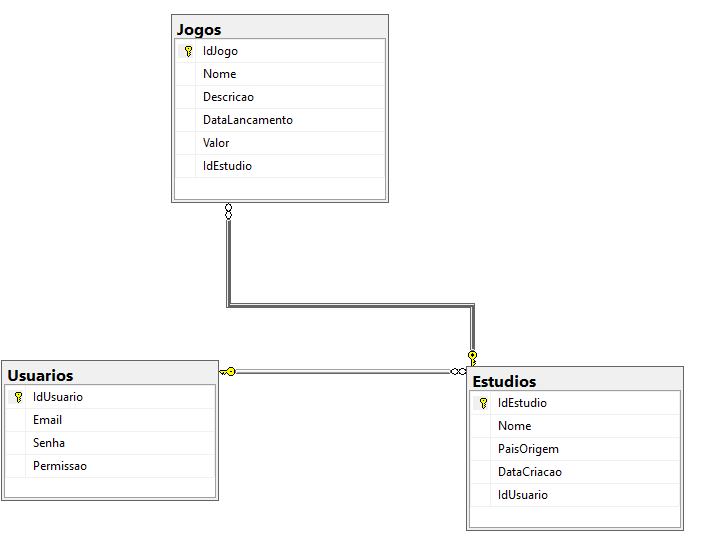 Jogos
IdJogo
Nome
Descricao
DataLancamento
Valor
IdEstudio
Usuarios
IdUsuario
Email
Senha
Permissao
Estudios
IdEstudio
Nome
PaisOrigem
DataCriacao
IdUsuario